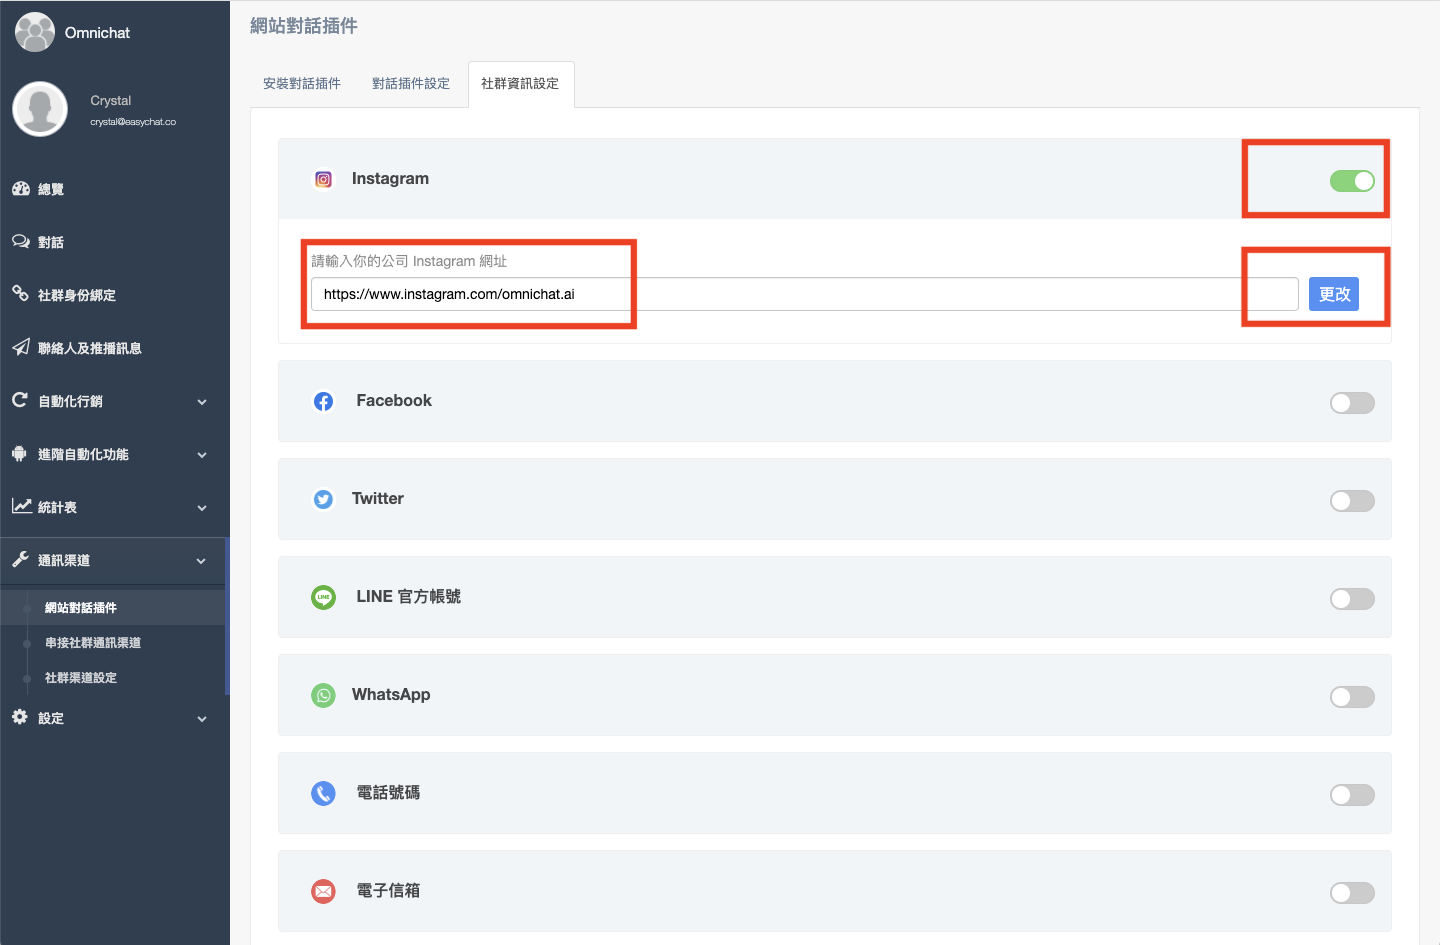 Omnichat
Crystal
crystal@easychat.co
總覽
對話
社群身份綁定
聯絡人及推播訊息
自動化行銷
進階自動化功能
統計表
通訊渠道
網站對話插件
串接社群通訊渠道
社群渠道設定
設定
網站對話插件
安裝對話插件
對話插件設定
社群資訊設定
Instagram
請輸入你的公司 Instagram 網址
https://www.instagram.com/omnichat.ai
更改
Facebook
Twitter
LINE
LINE 官方帳號
WhatsApp
電話號碼
電子信箱